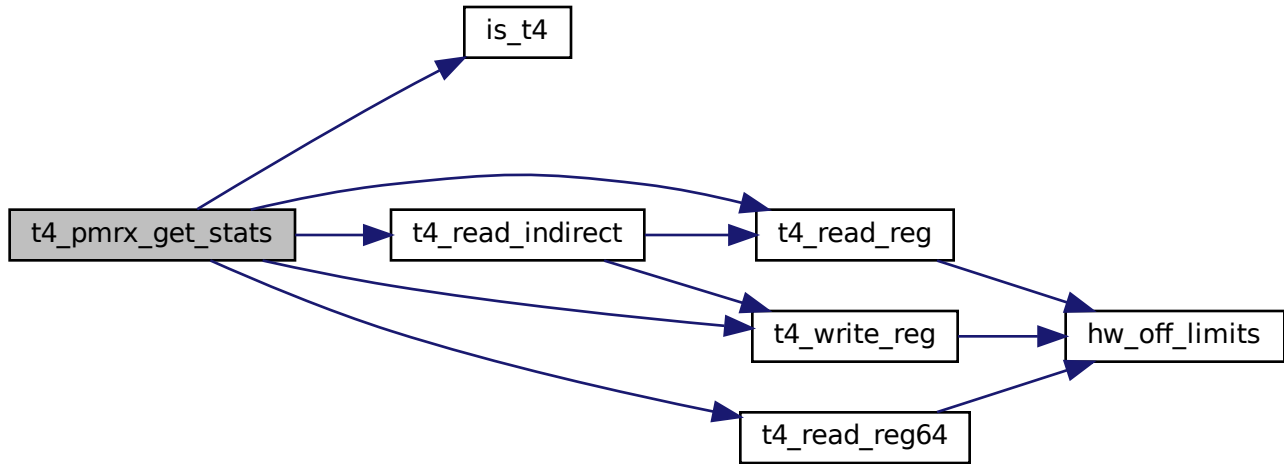 is_t4
t4_pmrx_get_stats
t4_read_indirect
t4_read_reg
t4_write_reg
hw_off_limits
t4_read_reg64